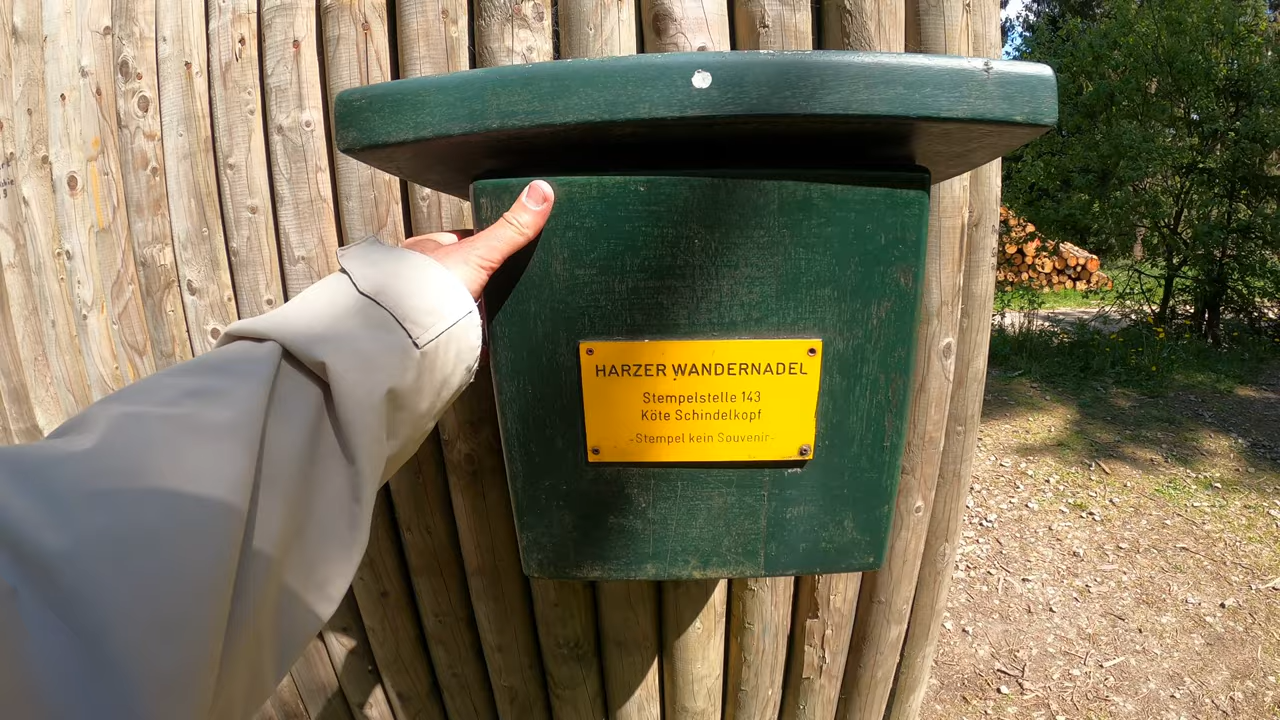 HARZER WANDERNADEL
Stempelstelle 143
Köte Schindelkopf
-Stempel kein Souvenir-